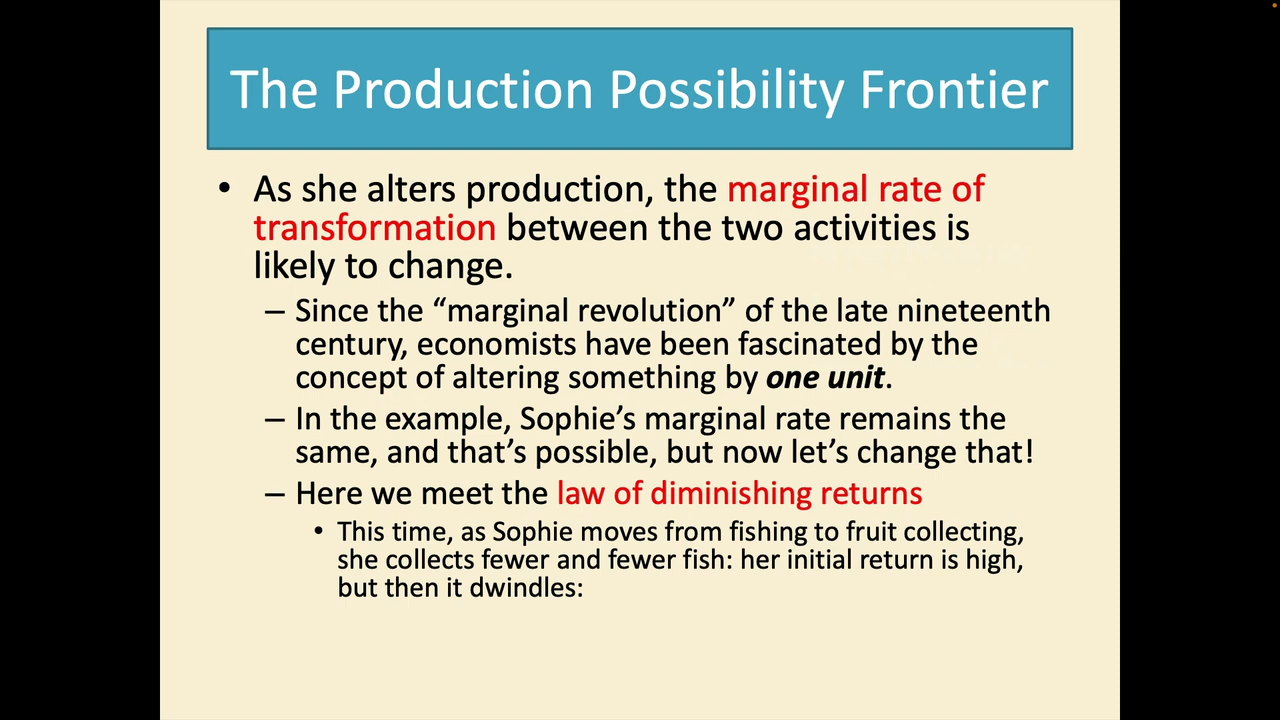 The Production Possibility Frontier
• As she alters production, the marginal rate of
transformation between the two activities is
likely to change.
– Since the “marginal revolution” of the late nineteenth
century, economists have been fascinated by the
concept of altering something by one unit.
– In the example, Sophie’s marginal rate remains the
same, and that’s possible, but now let’s change that!
– Here we meet the law of diminishing returns
• This time, as Sophie moves from fishing to fruit collecting,
she collects fewer and fewer fish: her initial return is high,
but then it dwindles: